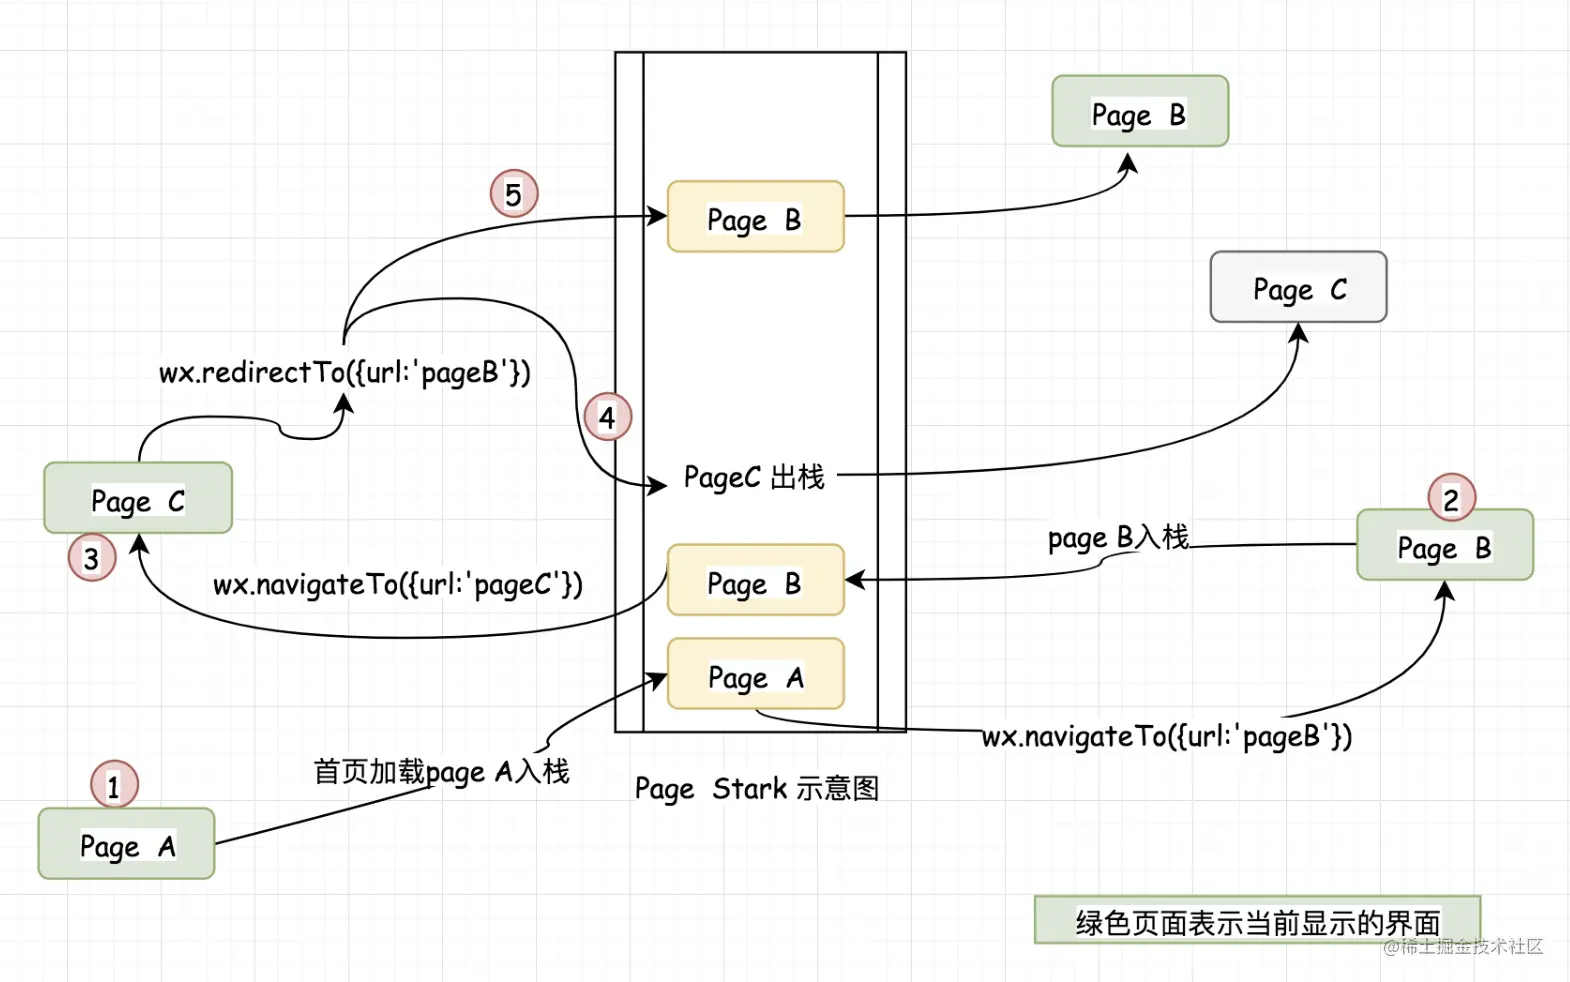 Page B
5
Page B
Page C
wx.redirectTo({url:'pageB'})
4
PageC 出栈
Page C
2
page B入栈
Page B
3
wx.navigateTo({url:'pageC'})
Page B
Page A
wx.navigateTo({url:'pageB'})
首页加载page A入栈
1
Page Stark 示意图
Page A
绿色页面表示当前显示的界面
@稀土掘金技术社区